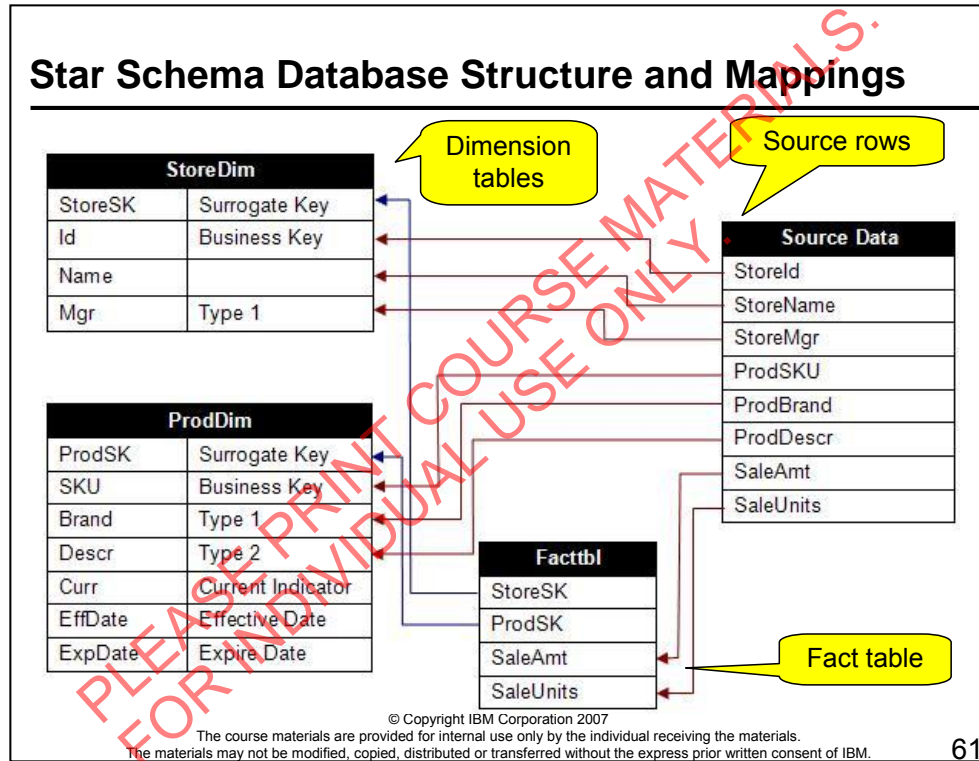 Star Schema Database Structure and Mappings
Dimension
tables
Source rows
StoreDim
StoreSK Surrogate Key
Id Business Key
Name
Mgr Type 1
Source Data
StoreId
StoreName
StoreMgr
ProdSKU
ProdBrand
ProdDescr
SaleAmt
SaleUnits
ProdDim
ProdSK Surrogate Key
SKU Business Key
Brand Type 1
Descr Type 2
Curr Current Indicator
EffDate Effective Date
ExpDate Expire Date
Facttbl
StoreSK
ProdSK
SaleAmt
SaleUnits
Fact table
PLEASE PRINT COURSE MATERIALS.
FOR INDIVIDUAL USE ONLY
© Copyright IBM Corporation 2007
The course materials are provided for internal use only by the individual receiving the materials.
The materials may not be modified, copied, distributed or transferred without the express prior written consent of IBM.
61